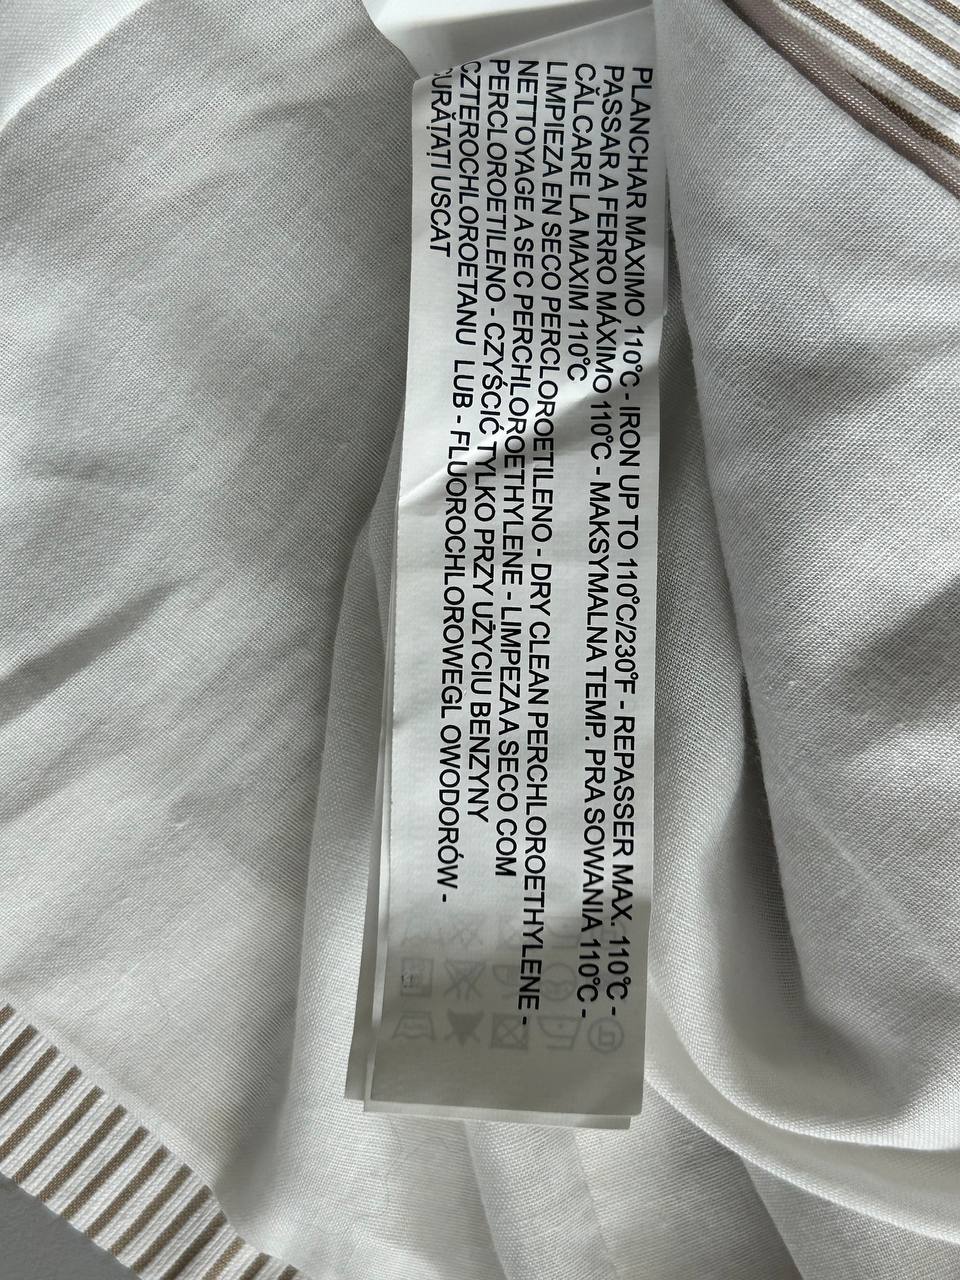 PLANCHAR MAXIMO 110°C - IRON UP TO 110°C/230°F - REPASSER MAX. 110°C -
PASSAR A FERRO MÁXIMO 110°C - MAKSYMALNA TEMP. PRASOWANIA 110°C -
CĂLCARE LA MAXIM 110°C
LIMPIEZA EN SECO PERCLOROETILENO - DRY CLEAN PERCHLOROETHYLENE -
NETTOYAGE A SEC PERCHLOROETHYLENE - LIMPEZA A SECO COM
PERCLOROETILENO - CZYŚCIĆ TYLKO PRZY UŻYCIU BENZYNY
CZTEROCHLOROETANU LUB - FLUOROCHLOROWEGL OWODORÓW -
CURĂȚAȚI USCAT